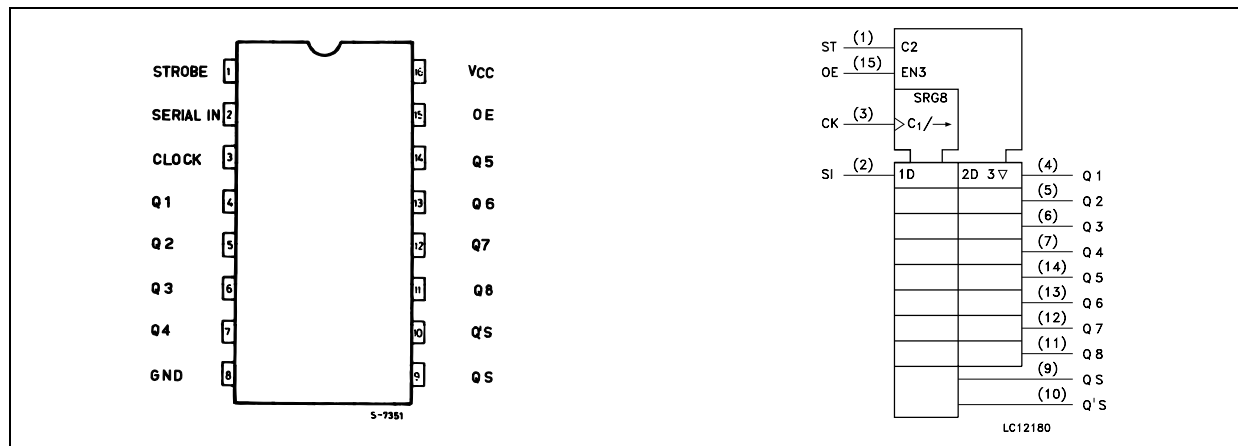 STROBE 1 16 VCC
SERIAL IN 2 15 OE
CLOCK 3 14 Q5
Q1 4 13 Q6
Q2 5 12 Q7
Q3 6 11 Q8
Q4 7 10 Q'S
GND 8 9 QS
S-7351
ST (1) C2
OE (15) EN3
SRG8
CK (3) C1/→
SI (2) 1D 2D 3▽ (4) Q1
(5) Q2
(6) Q3
(7) Q4
(14) Q5
(13) Q6
(12) Q7
(11) Q8
(9) QS
(10) Q'S
LC12180